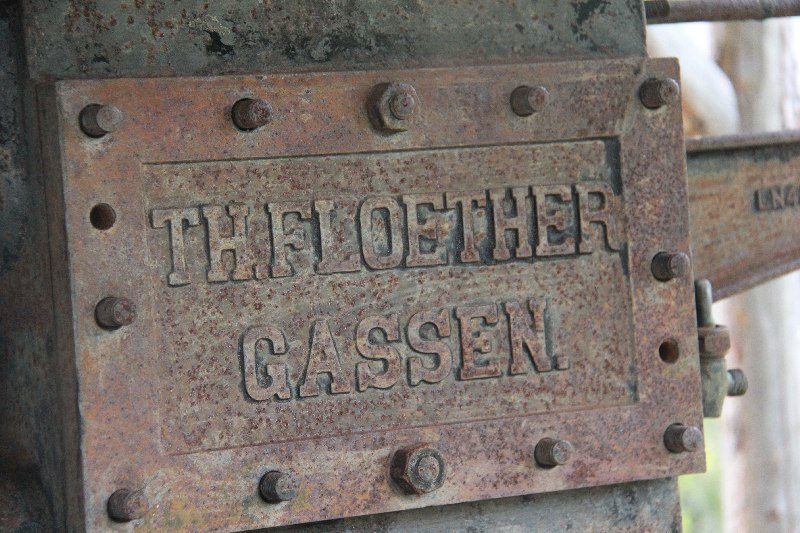 TH. FLOETHER
GASSEN.